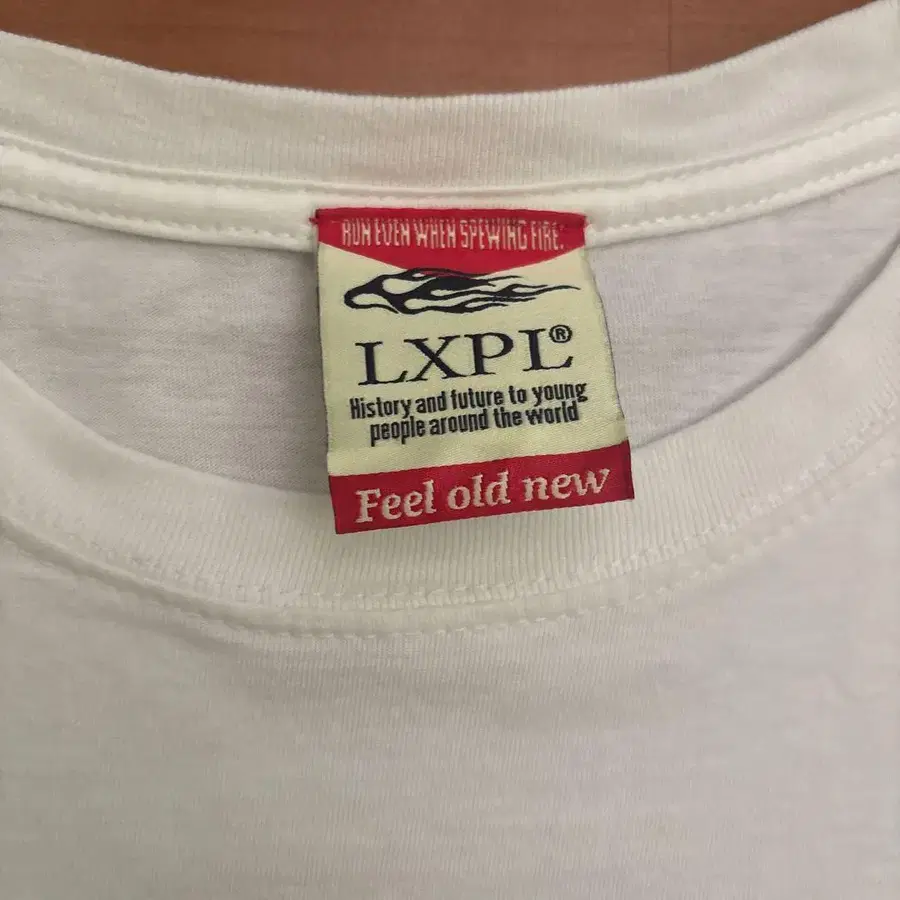 RUN EVEN WHEN SPEWING FIRE.
LXPL®
History and future to young
people around the world
Feel old new